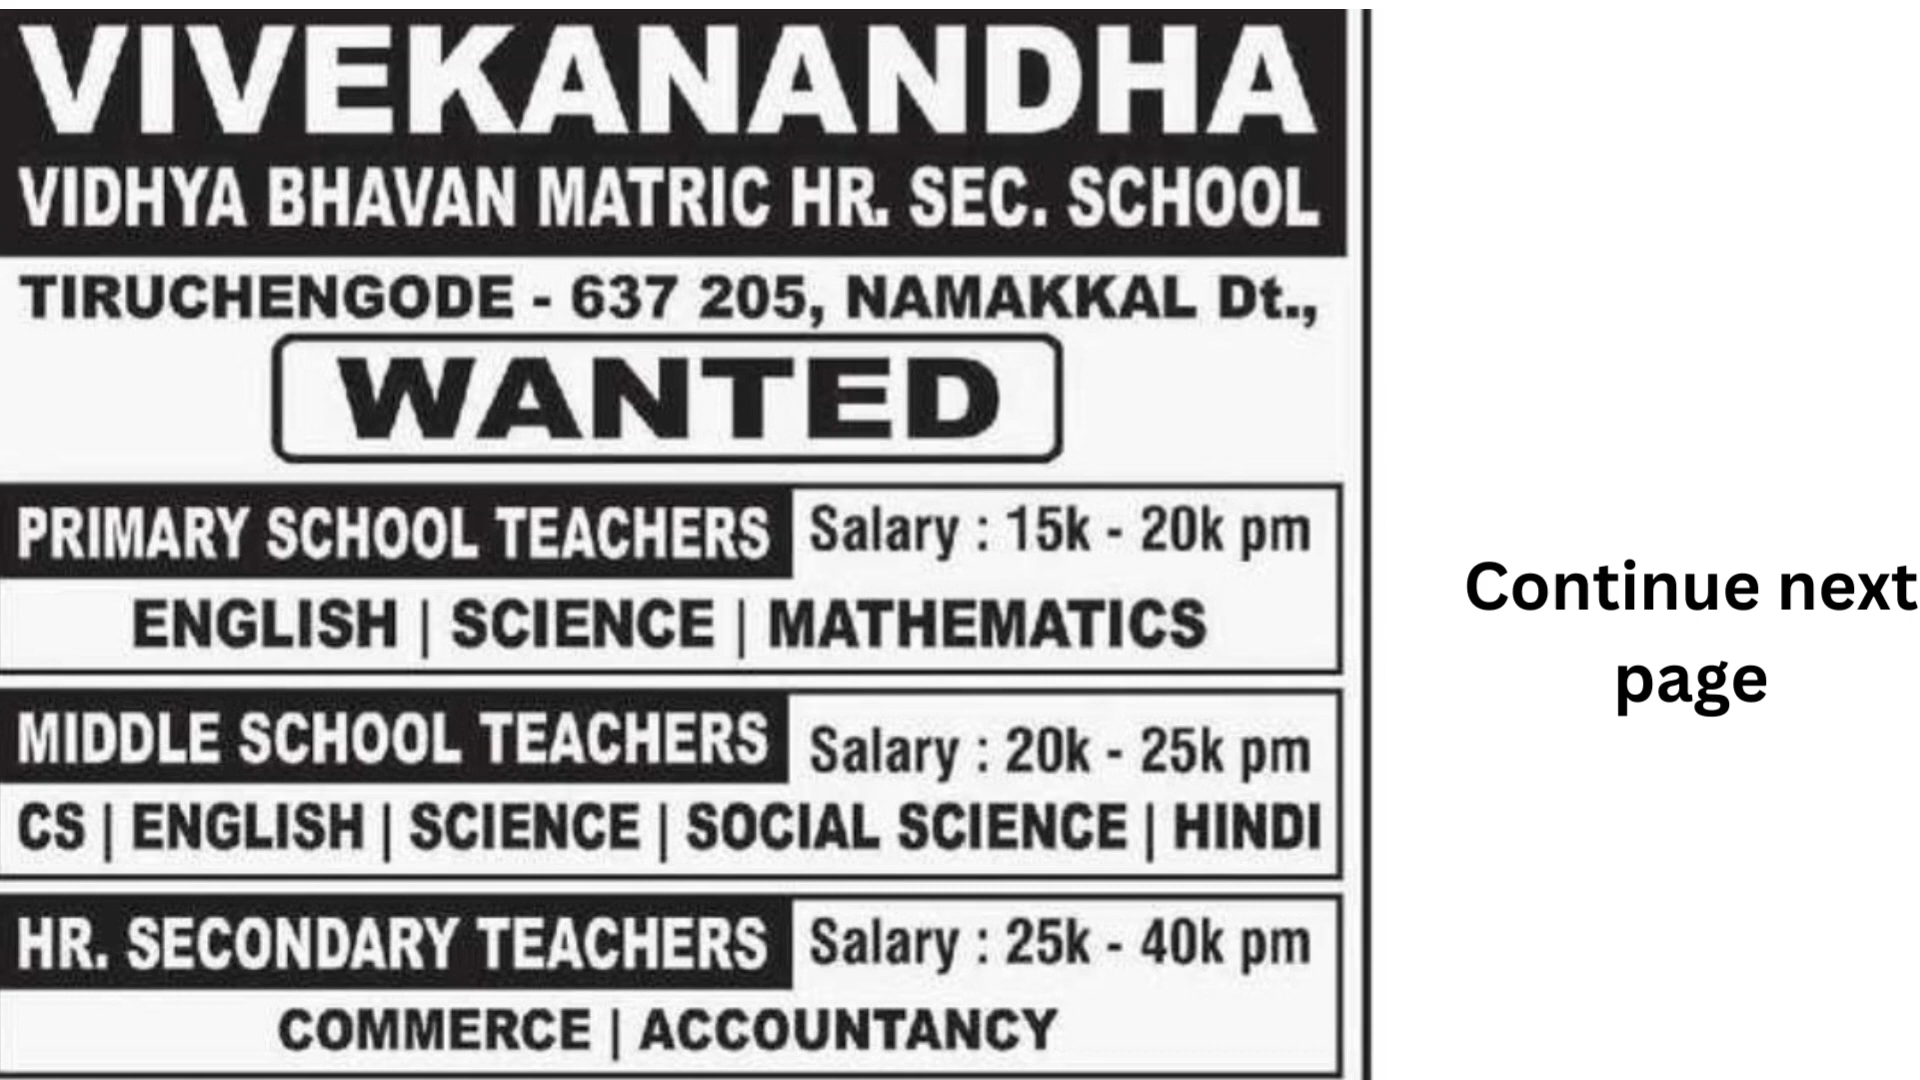 VIVEKANANDHA
VIDHYA BHAVAN MATRIC HR. SEC. SCHOOL
TIRUCHENGODE - 637 205, NAMAKKAL Dt.,
WANTED
PRIMARY SCHOOL TEACHERS Salary : 15k - 20k pm
ENGLISH | SCIENCE | MATHEMATICS
MIDDLE SCHOOL TEACHERS Salary : 20k - 25k pm
CS | ENGLISH | SCIENCE | SOCIAL SCIENCE | HINDI
HR. SECONDARY TEACHERS Salary : 25k - 40k pm
COMMERCE | ACCOUNTANCY
Continue next
page